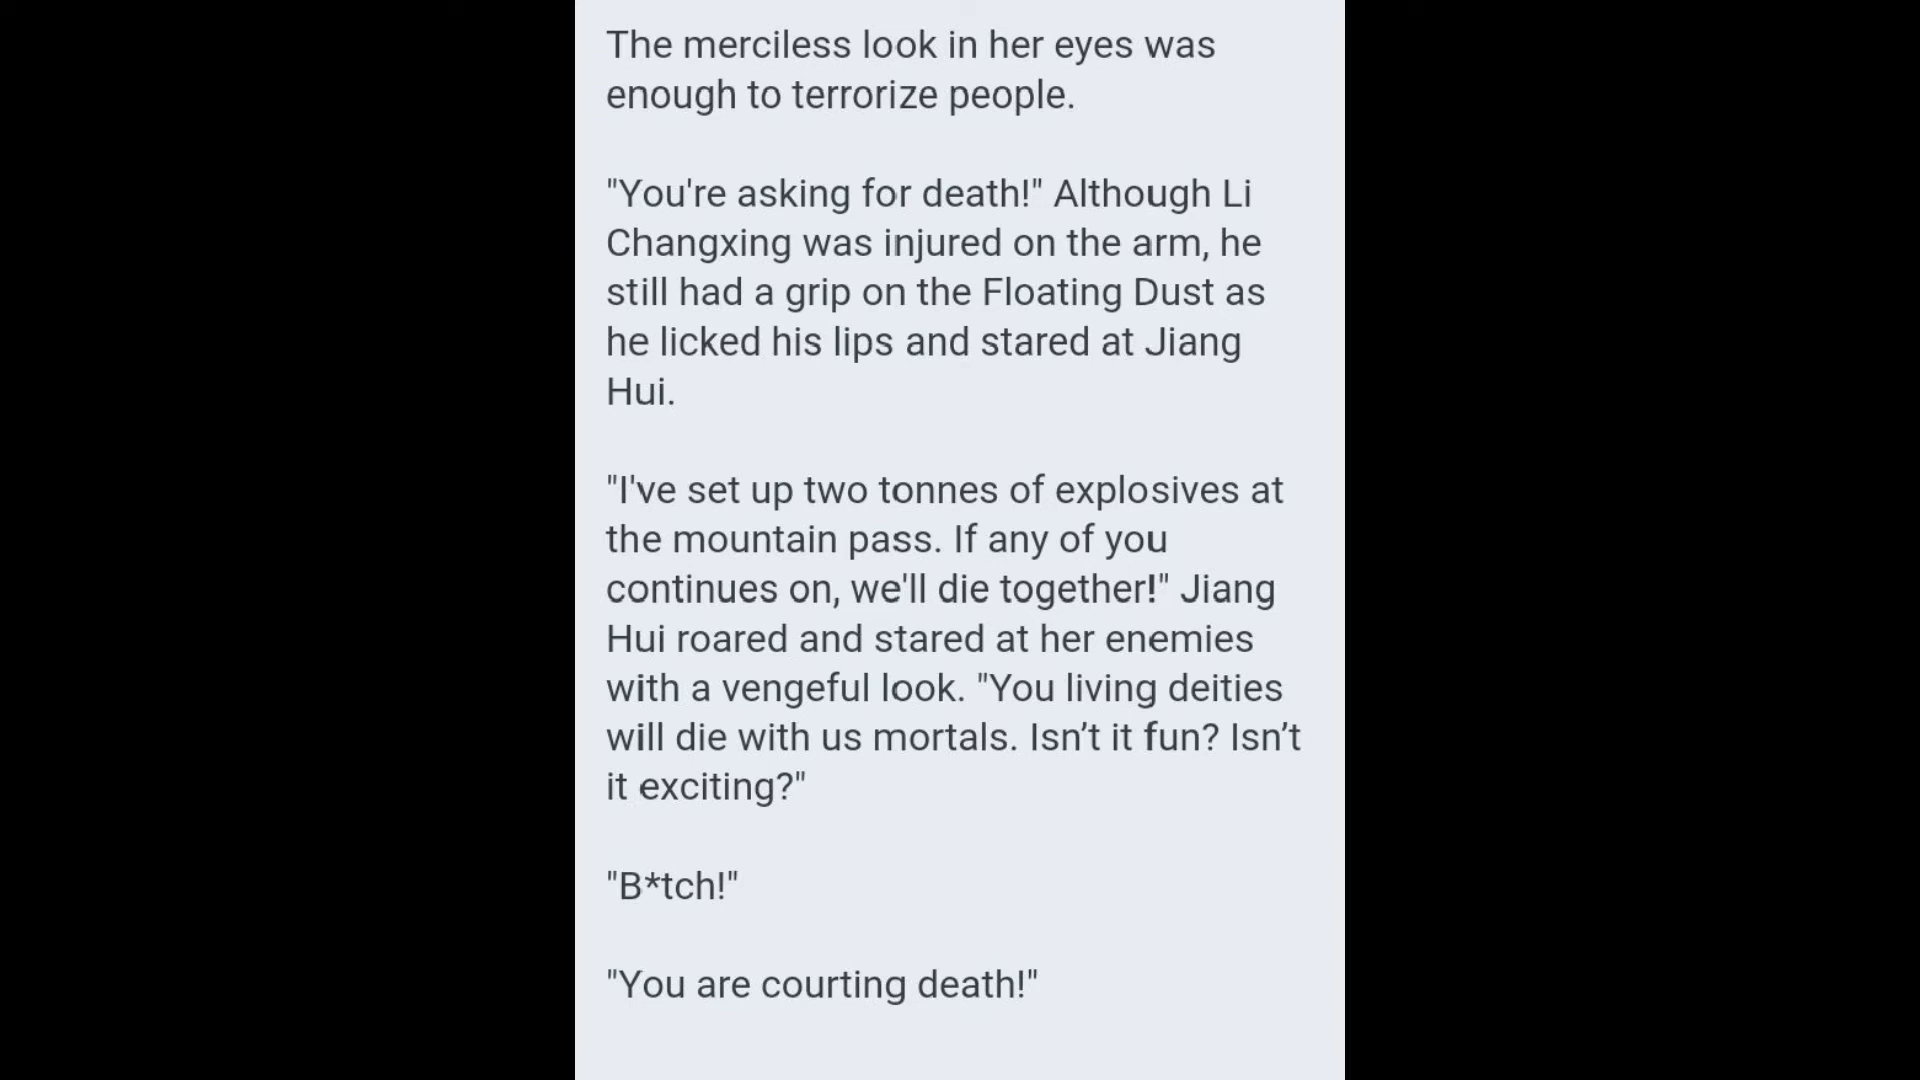 The merciless look in her eyes was
enough to terrorize people.
"You're asking for death!" Although Li
Changxing was injured on the arm, he
still had a grip on the Floating Dust as
he licked his lips and stared at Jiang
Hui.
"I've set up two tonnes of explosives at
the mountain pass. If any of you
continues on, we'll die together!" Jiang
Hui roared and stared at her enemies
with a vengeful look. "You living deities
will die with us mortals. Isn’t it fun? Isn’t
it exciting?"
"B*tch!"
"You are courting death!"